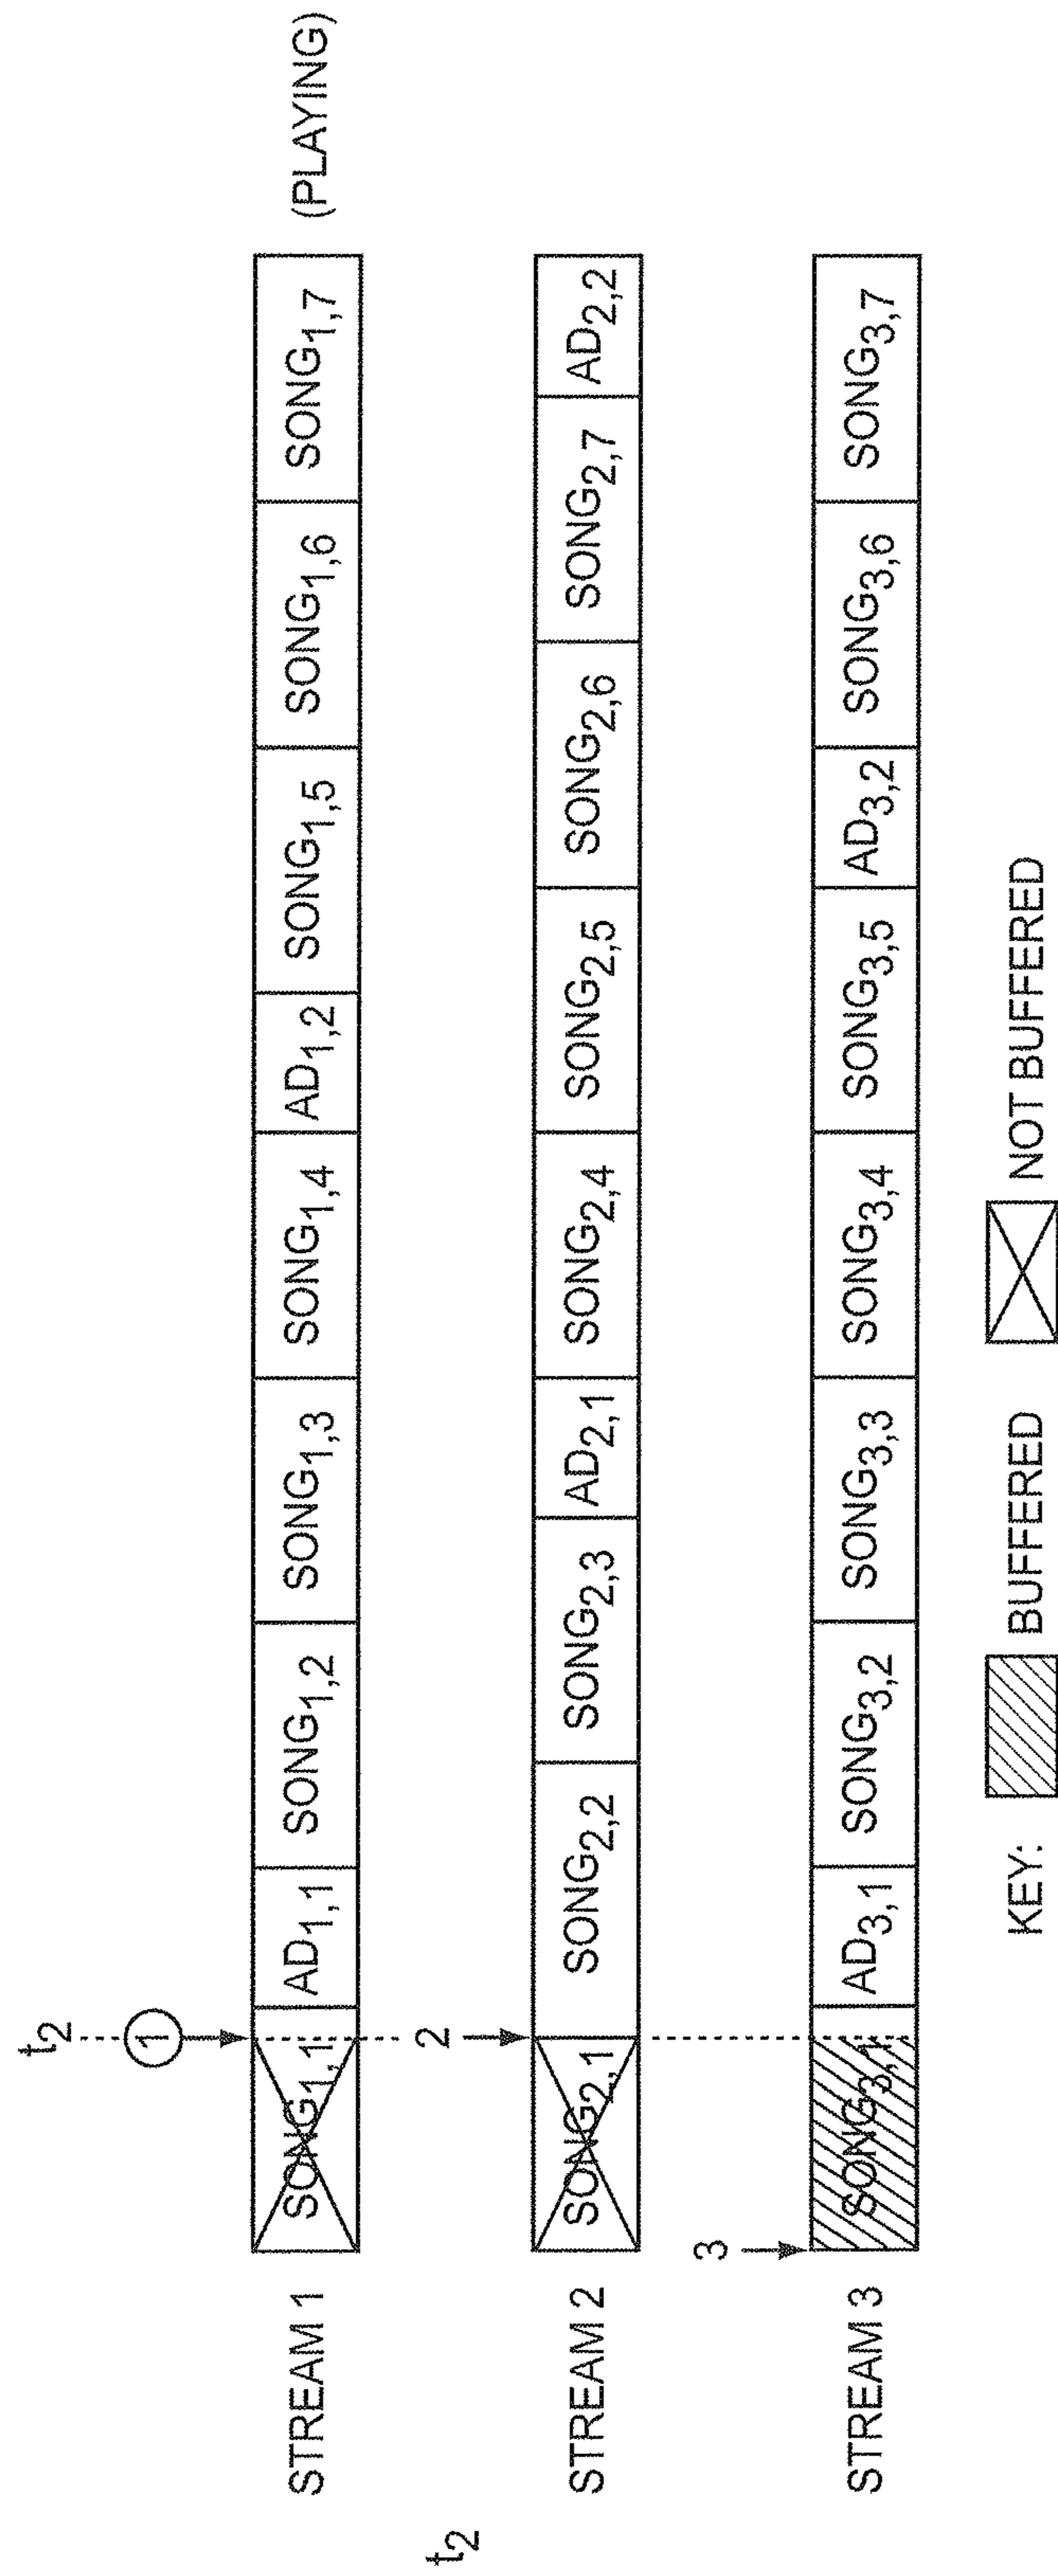 t2
1
STREAM 1 SONG1,1 AD1,1 SONG1,2 SONG1,3 SONG1,4 AD1,2 SONG1,5 SONG1,6 SONG1,7 (PLAYING)
t2
2
STREAM 2 SONG2,1 SONG2,2 SONG2,3 AD2,1 SONG2,4 SONG2,5 SONG2,6 SONG2,7 AD2,2
3
STREAM 3 SONG3,1 AD3,1 SONG3,2 SONG3,3 SONG3,4 SONG3,5 AD3,2 SONG3,6 SONG3,7
KEY: BUFFERED NOT BUFFERED